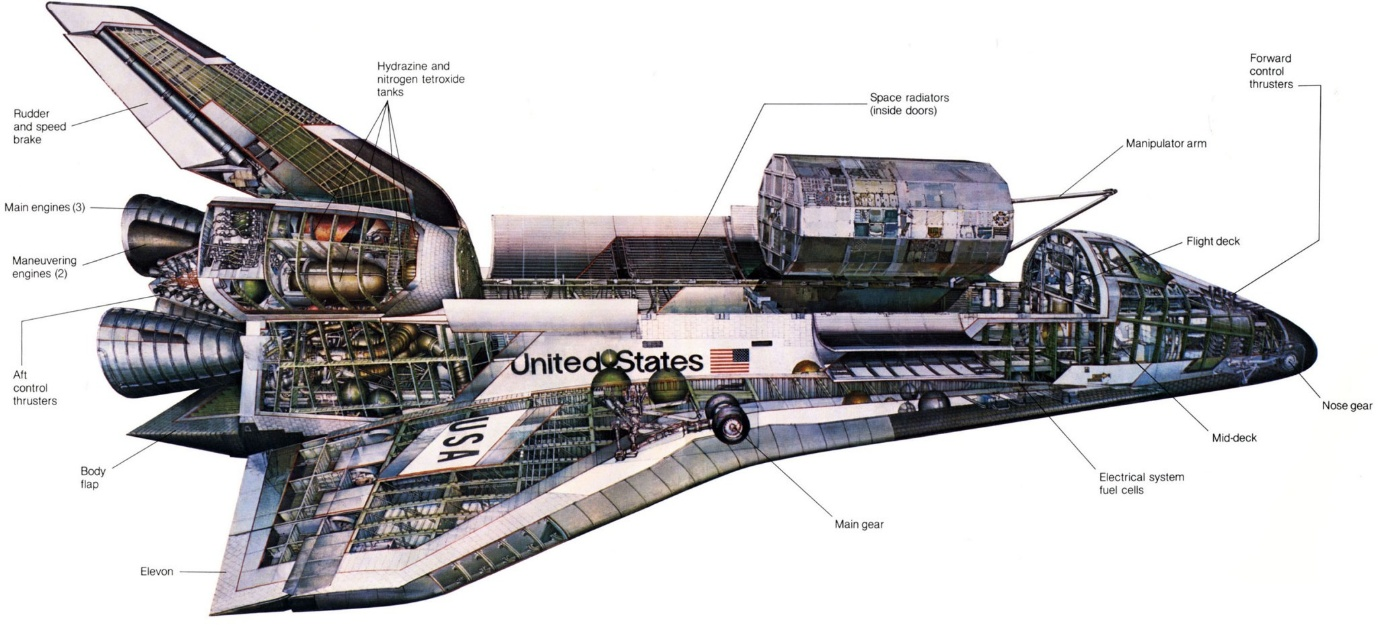 Hydrazine and
nitrogen tetroxide
tanks
Forward
control
thrusters
Space radiators
(inside doors)
Rudder
and speed
brake
Manipulator arm
Main engines (3)
Flight deck
Maneuvering
engines (2)
United States
Aft
control
thrusters
Nose gear
USA
Mid-deck
Body
flap
Electrical system
fuel cells
Main gear
Elevon